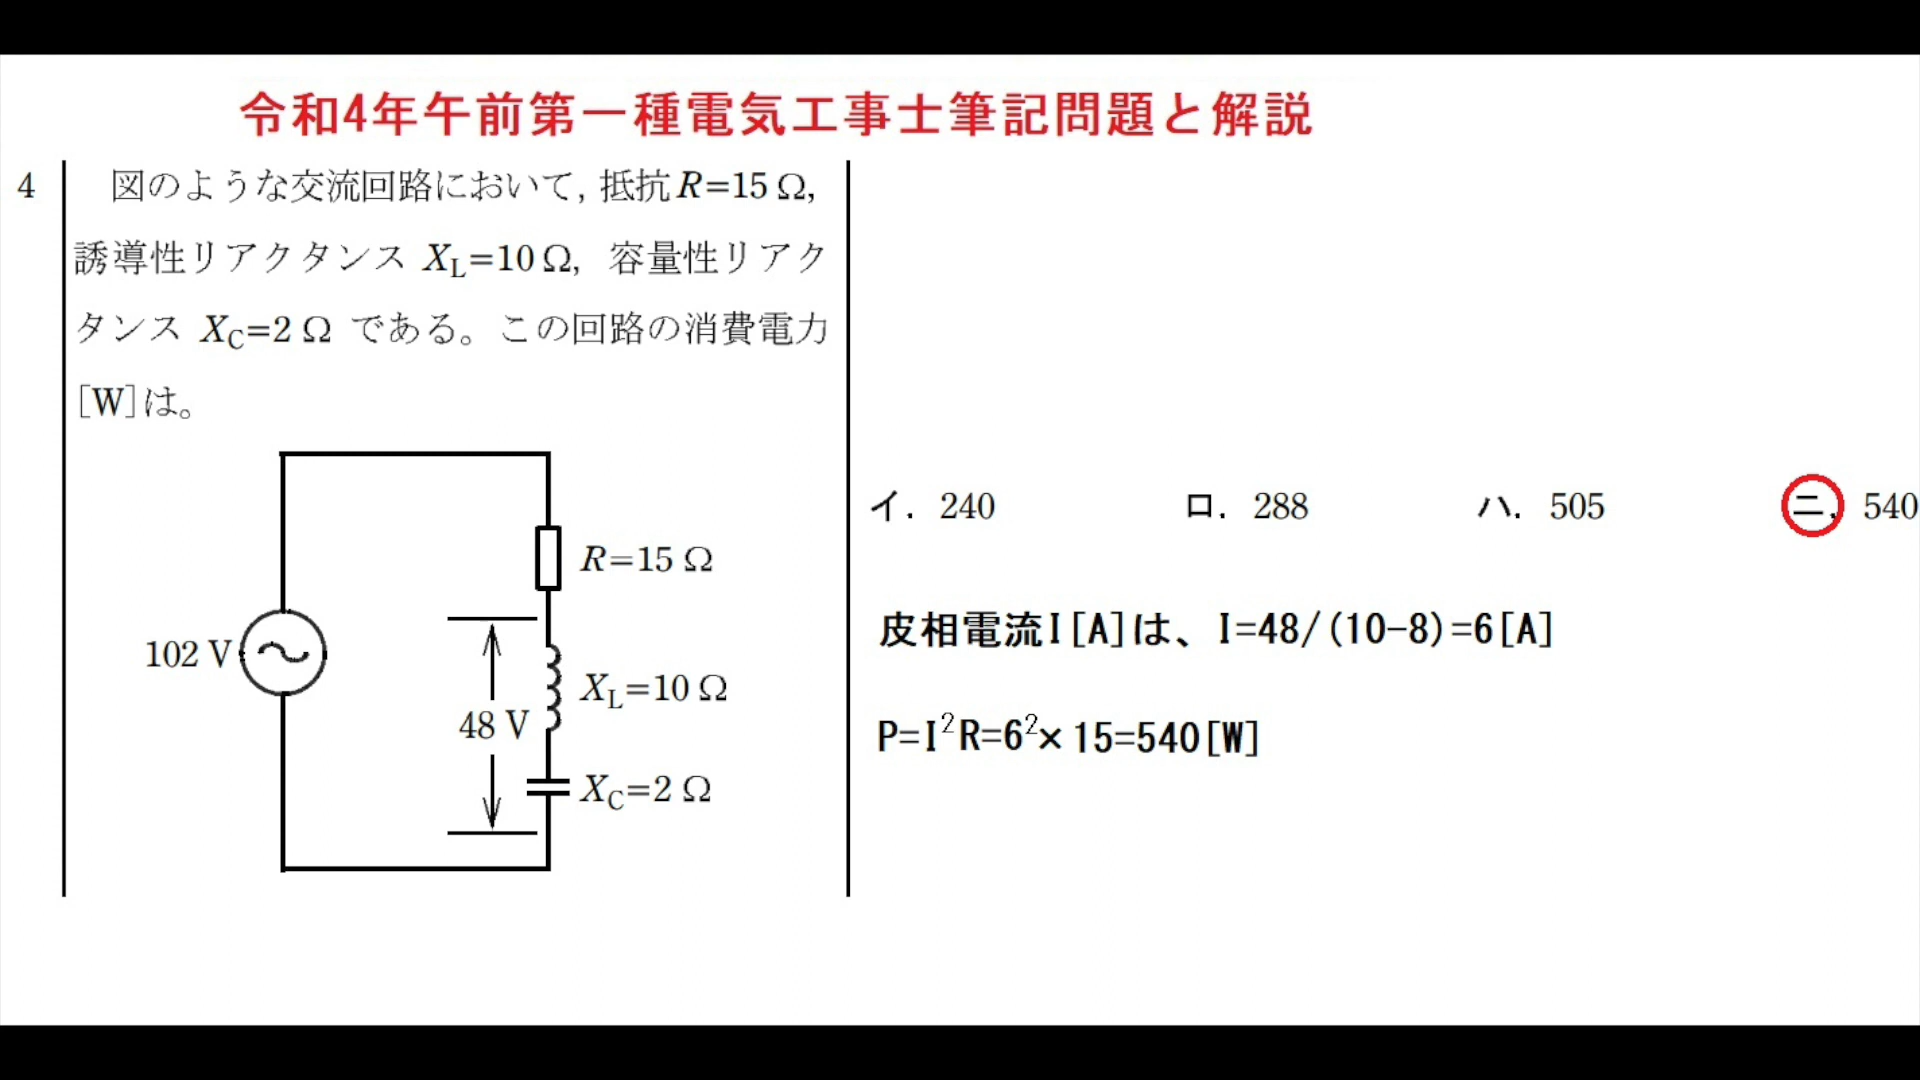 令和4年午前第一種電気工事士筆記問題と解説
4
図のような交流回路において, 抵抗R=15 Ω,
誘導性リアクタンス XL=10 Ω, 容量性リアク
タンス XC=2 Ω である。この回路の消費電力
[W]は。
102 V
R=15 Ω
XL=10 Ω
48 V
XC=2 Ω
イ. 240 ロ. 288 ハ. 505 ニ. 540
皮相電流I[A]は、I=48/(10-8)=6[A]
P=I²R=6²×15=540[W]